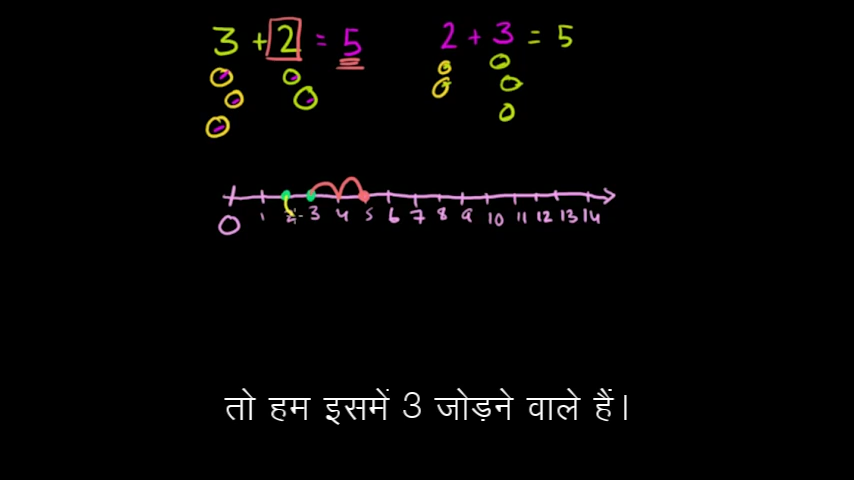 3 + 2 = 5
2 + 3 = 5
0 1 2 3 4 5 6 7 8 9 10 11 12 13 14
तो हम इसमें 3 जोड़ने वाले हैं।